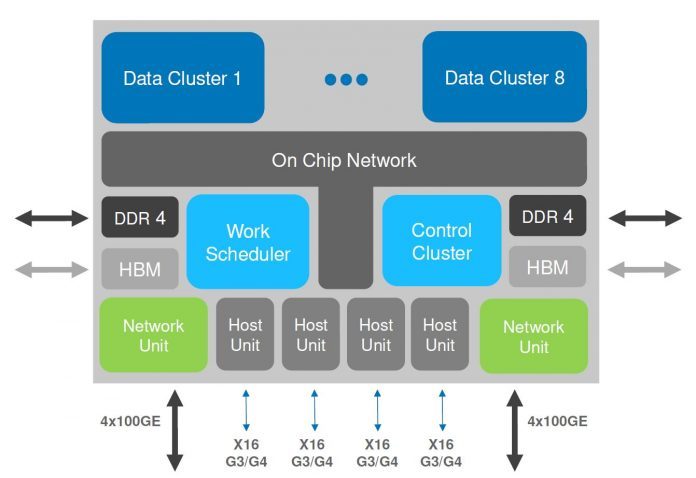 Data Cluster 1
Data Cluster 8
On Chip Network
DDR 4
Work
Scheduler
Control
Cluster
DDR 4
HBM
HBM
Network
Unit
Host
Unit
Host
Unit
Host
Unit
Host
Unit
Network
Unit
4x100GE
4x100GE
X16
G3/G4
X16
G3/G4
X16
G3/G4
X16
G3/G4